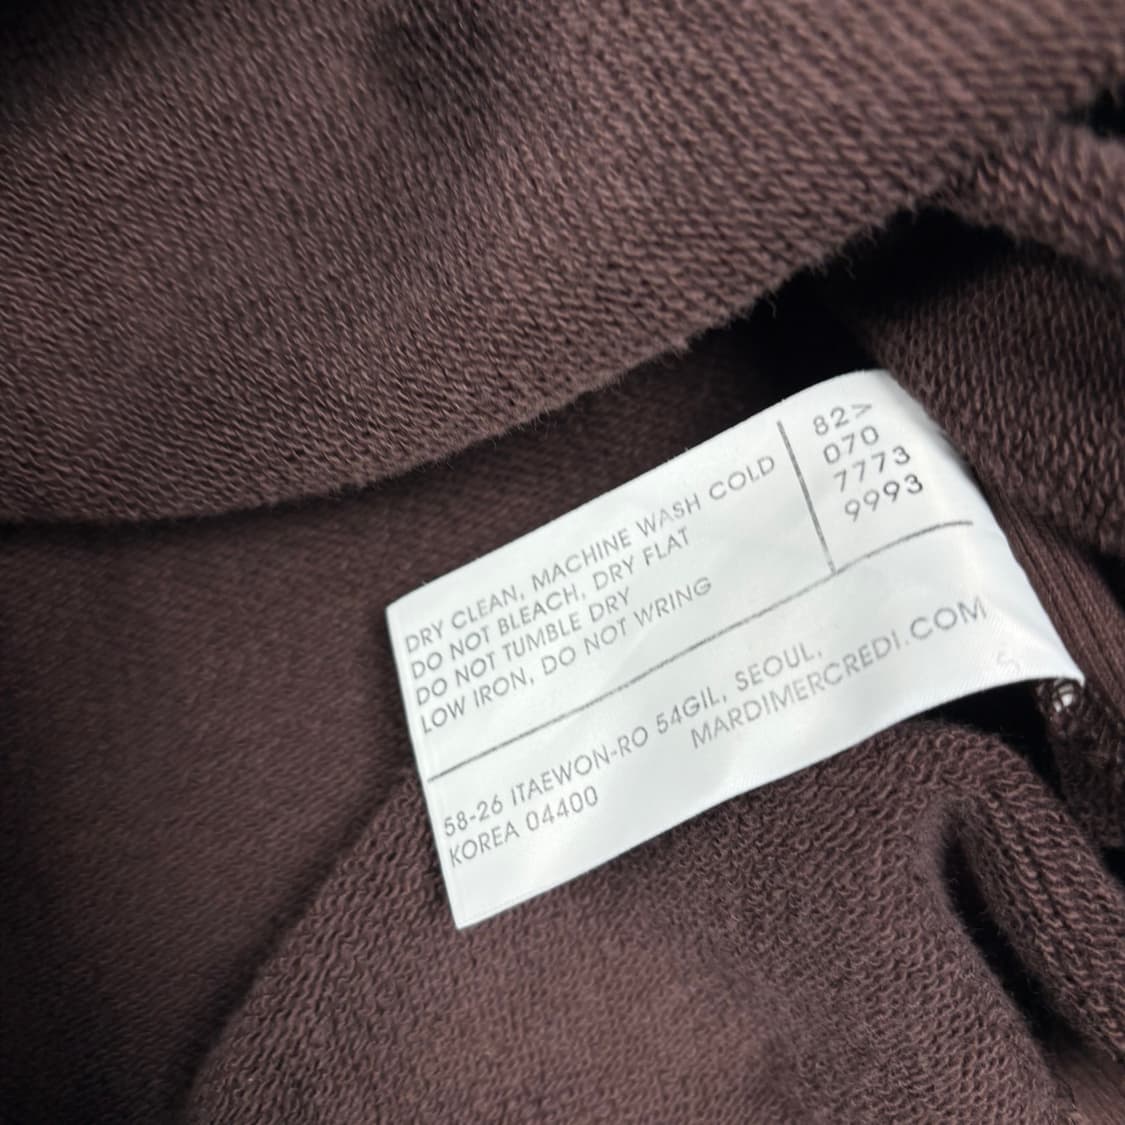 DRY CLEAN, MACHINE WASH COLD
DO NOT BLEACH, DRY FLAT
DO NOT TUMBLE DRY
LOW IRON, DO NOT WRING
82>
070
7773
9993
58-26 ITAEWON-RO 54GIL, SEOUL,
KOREA 04400
MARDIMERCREDI.COM